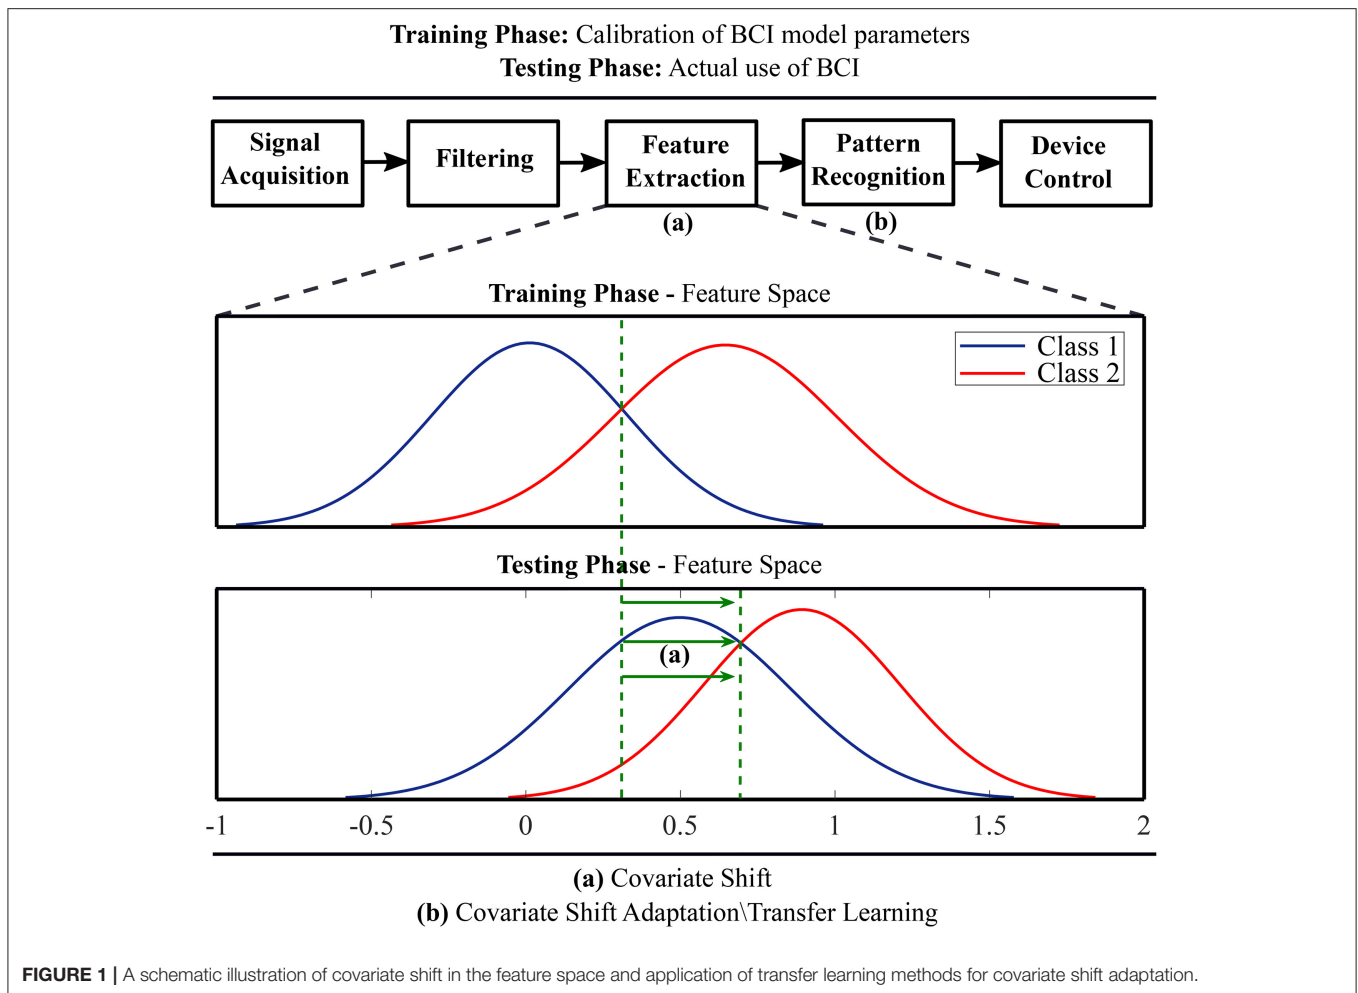 Training Phase: Calibration of BCI model parameters
Testing Phase: Actual use of BCI
Signal
Acquisition
Filtering
Feature
Extraction
Pattern
Recognition
Device
Control
(a)
(b)
Training Phase - Feature Space
Class 1
Class 2
Testing Phase - Feature Space
(a)
-1 -0.5 0 0.5 1 1.5 2
(a) Covariate Shift
(b) Covariate Shift Adaptation\Transfer Learning
FIGURE 1 | A schematic illustration of covariate shift in the feature space and application of transfer learning methods for covariate shift adaptation.